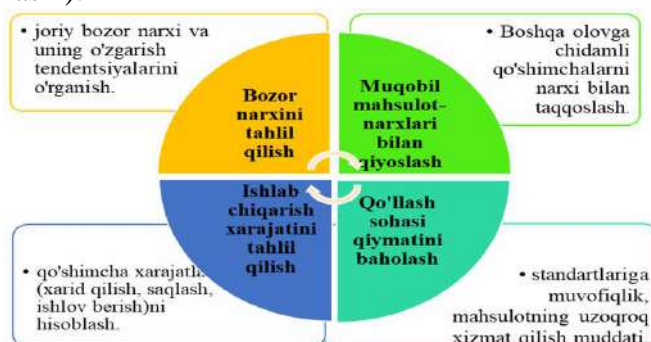 • joriy bozor narxi va
uning o'zgarish
tendentsiyalarini
o'rganish.
Bozor
narxini
tahlil
qilish
Muqobil
mahsulot-
narxlari
bilan
qiyoslash
• Boshqa olovga
chidamli
qo'shimchalarni
narxi bilan
taqqoslash.
• qo'shimcha
(xarid qilish, saqlash,
ishlov berish)ni
hisoblash.
Ishlab
chiqarish
xarajatini
tahlil
qilish
Qo'llash
sohasi
qiymatini
baholash
• standartlariga
muvofiqlik,
mahsulotning uzoqroq
xizmat qilish muddati.